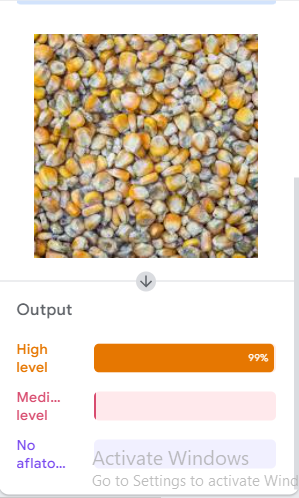 Output
High
level
99%
Medi...
level
No
aflato...
Activate Windows
Go to Settings to activate Wind